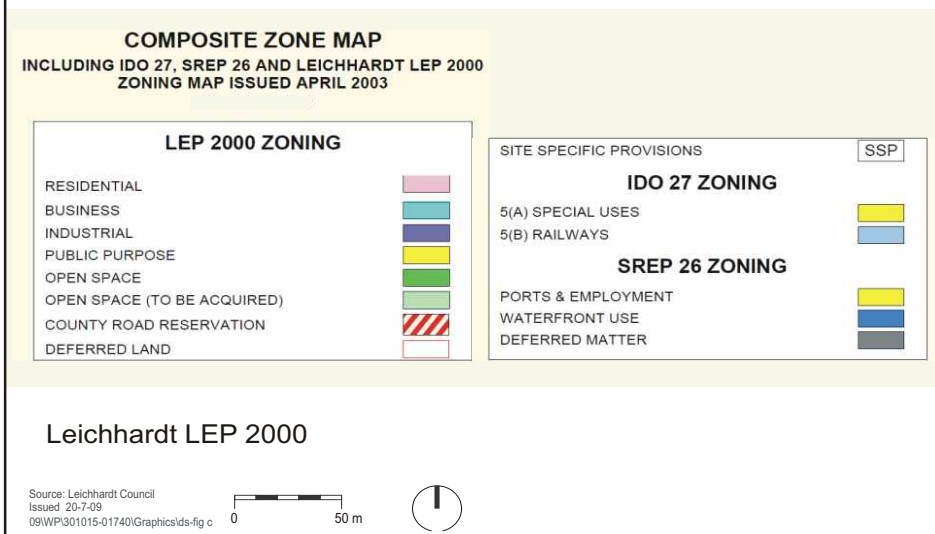 COMPOSITE ZONE MAP
INCLUDING IDO 27, SREP 26 AND LEICHHARDT LEP 2000
ZONING MAP ISSUED APRIL 2003
LEP 2000 ZONING
RESIDENTIAL
BUSINESS
INDUSTRIAL
PUBLIC PURPOSE
OPEN SPACE
OPEN SPACE (TO BE ACQUIRED)
COUNTY ROAD RESERVATION
DEFERRED LAND
SITE SPECIFIC PROVISIONS SSP
IDO 27 ZONING
5(A) SPECIAL USES
5(B) RAILWAYS
SREP 26 ZONING
PORTS & EMPLOYMENT
WATERFRONT USE
DEFERRED MATTER
Leichhardt LEP 2000
Source: Leichhardt Council
Issued 20-7-09
09\WP\301015-01740\Graphics\ds-fig c
0 50 m